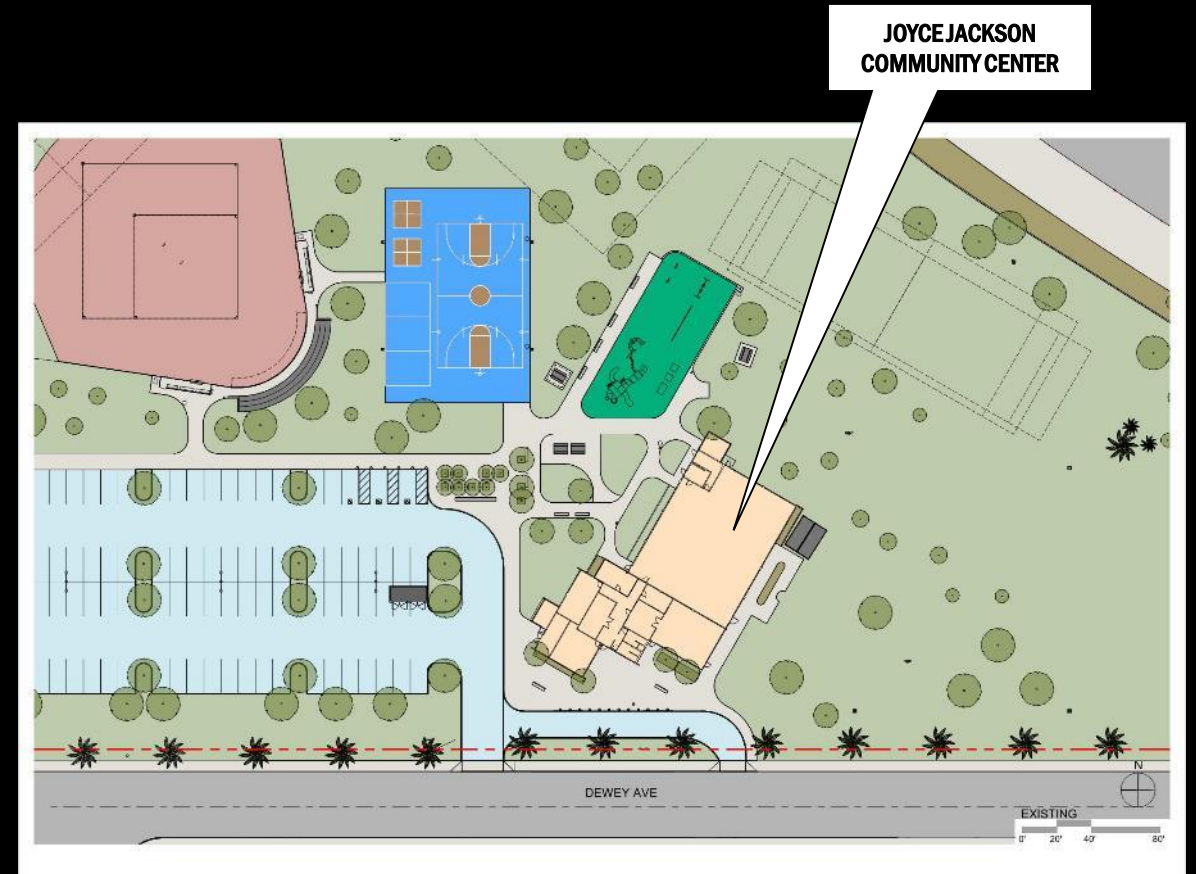 JOYCE JACKSON
COMMUNITY CENTER
DEWEY AVE
N
EXISTING
0' 20' 40' 80'